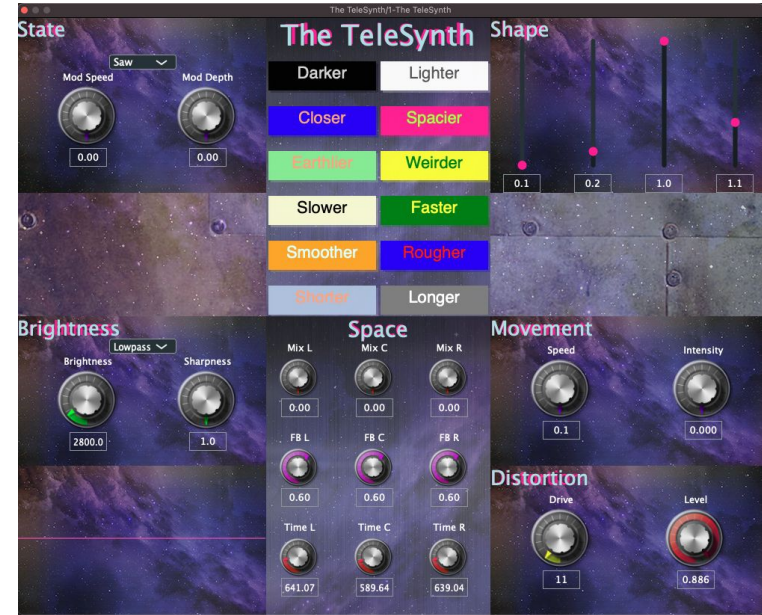 The TeleSynth/1-The TeleSynth
State
Saw
Mod Speed Mod Depth
0.00 0.00
The TeleSynth
Darker Lighter
Closer Spacier
Earthlier Weirder
Slower Faster
Smoother Rougher
Shorter Longer
Shape
0.1 0.2 1.0 1.1
Brightness
Lowpass
Brightness Sharpness
2800.0 1.0
Space
Mix L Mix C Mix R
0.00 0.00 0.00
FB L FB C FB R
0.60 0.60 0.60
Time L Time C Time R
641.07 589.64 639.04
Movement
Speed Intensity
0.1 0.000
Distortion
Drive Level
11 0.886